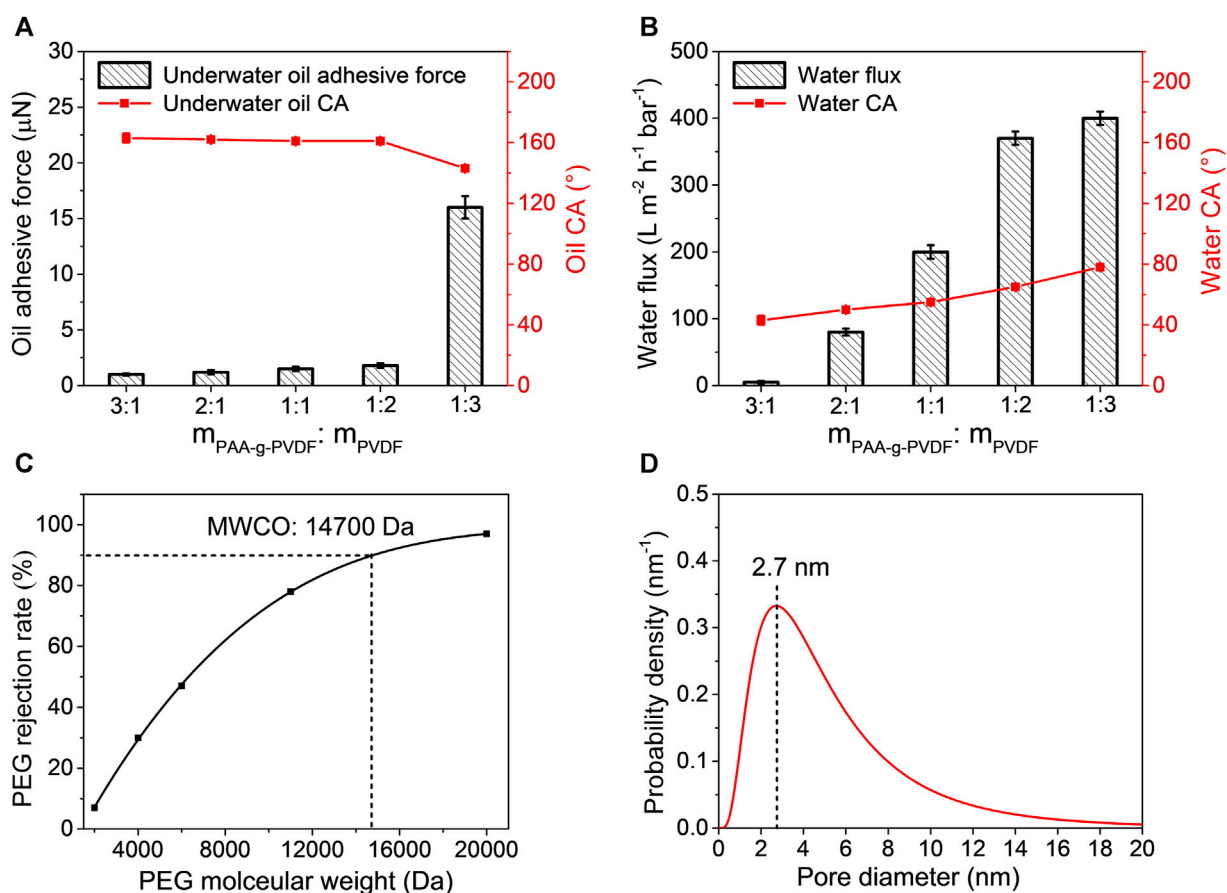 A
30
25
20
15
10
5
0
Oil adhesive force (μN)
Underwater oil adhesive force
Underwater oil CA
200
160
120
80
40
0
Oil CA (°)
3:1 2:1 1:1 1:2 1:3
mPAA-g-PVDF: mPVDF
B
500
400
300
200
100
0
Water flux (L m-2 h-1 bar-1)
Water flux
Water CA
200
160
120
80
40
0
Water CA (°)
3:1 2:1 1:1 1:2 1:3
mPAA-g-PVDF: mPVDF
C
100
80
60
40
20
0
PEG rejection rate (%)
MWCO: 14700 Da
4000 8000 12000 16000 20000
PEG molceular weight (Da)
D
0.5
0.4
0.3
0.2
0.1
0.0
Probability density (nm-1)
2.7 nm
0 2 4 6 8 10 12 14 16 18 20
Pore diameter (nm)